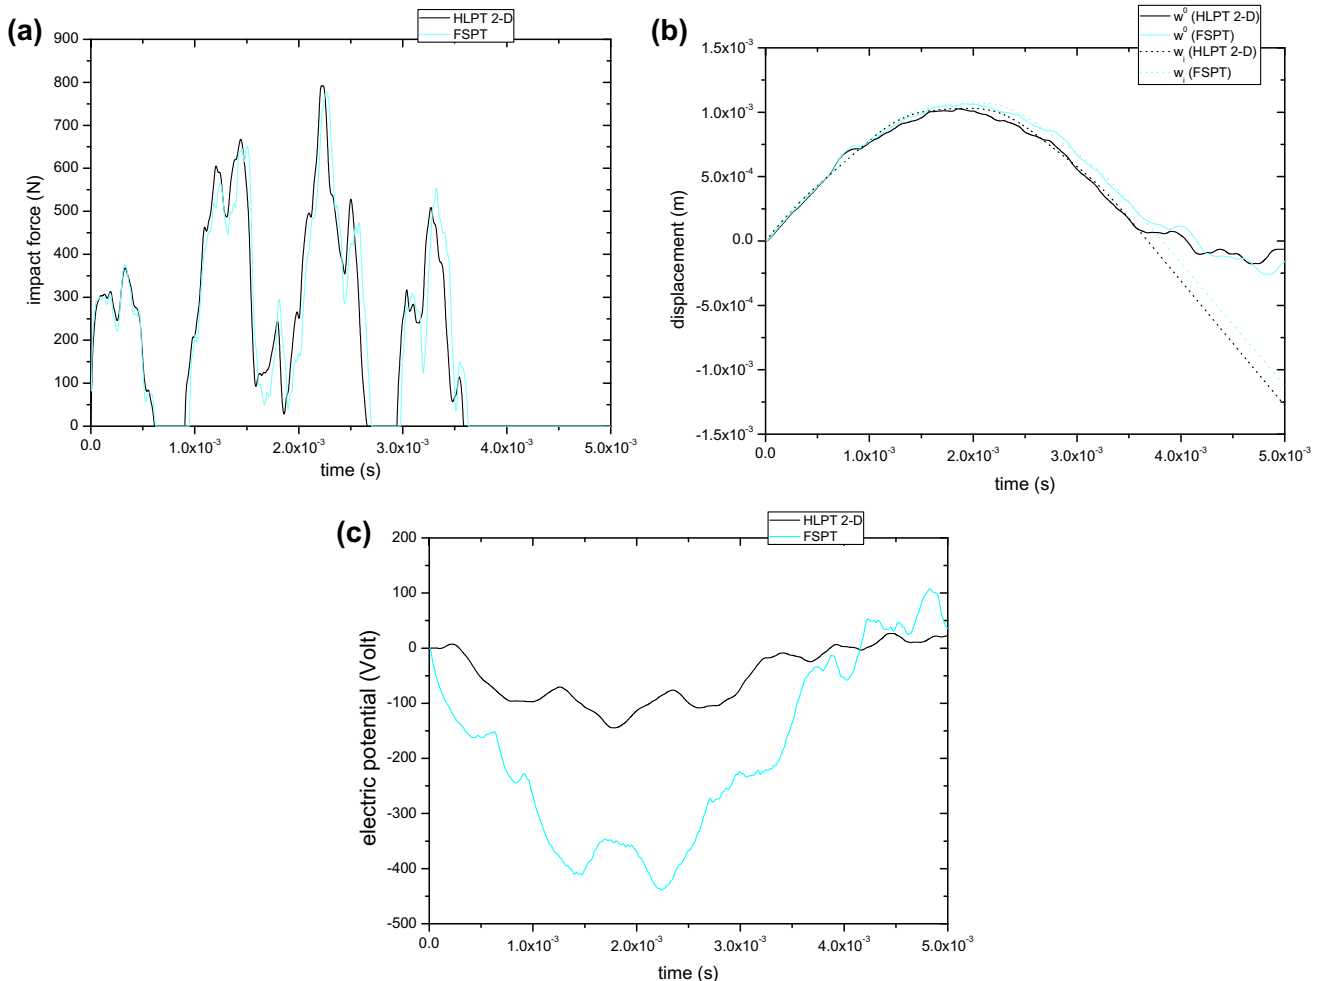 (a)
HLPT 2-D
FSPT
900
800
700
600
500
400
300
200
100
0
impact force (N)
0.0
1.0x10⁻³
2.0x10⁻³
3.0x10⁻³
4.0x10⁻³
5.0x10⁻³
time (s)
(b)
w⁰ (HLPT 2-D)
w⁰ (FSPT)
wᵢ (HLPT 2-D)
wᵢ (FSPT)
1.5x10⁻³
1.0x10⁻³
5.0x10⁻⁴
0.0
-5.0x10⁻⁴
-1.0x10⁻³
-1.5x10⁻³
displacement (m)
0.0
1.0x10⁻³
2.0x10⁻³
3.0x10⁻³
4.0x10⁻³
5.0x10⁻³
time (s)
(c)
HLPT 2-D
FSPT
200
100
0
-100
-200
-300
-400
-500
electric potential (Volt)
0.0
1.0x10⁻³
2.0x10⁻³
3.0x10⁻³
4.0x10⁻³
5.0x10⁻³
time (s)